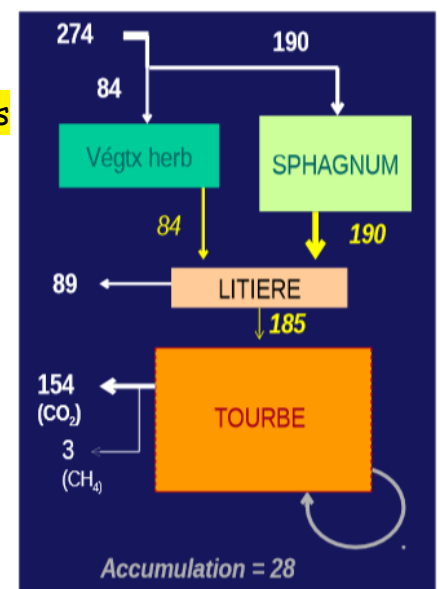 274
190
84
s
Végtx herb
SPHAGNUM
84
190
89
LITIERE
185
154
(CO₂)
TOURBE
3
(CH₄)
Accumulation = 28